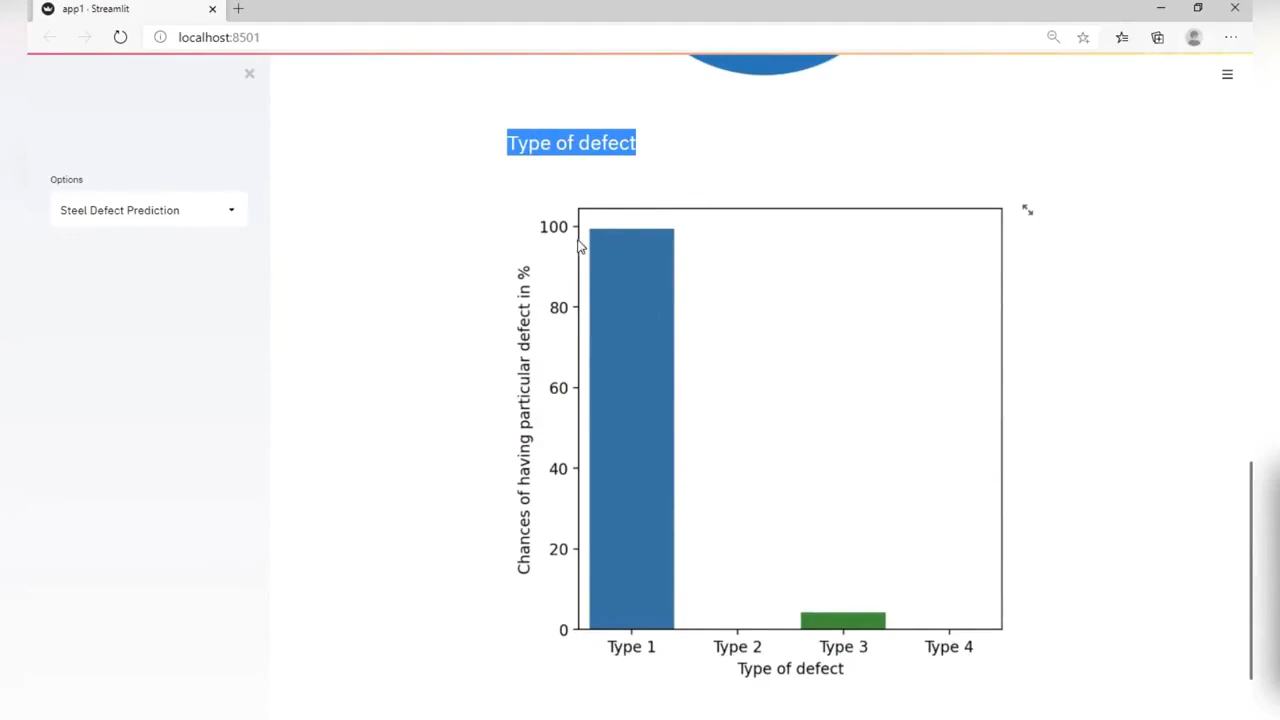 app1 · Streamlit
localhost:8501
Options
Steel Defect Prediction
Type of defect
100
80
60
40
20
0
Chances of having particular defect in %
Type 1
Type 2
Type 3
Type 4
Type of defect